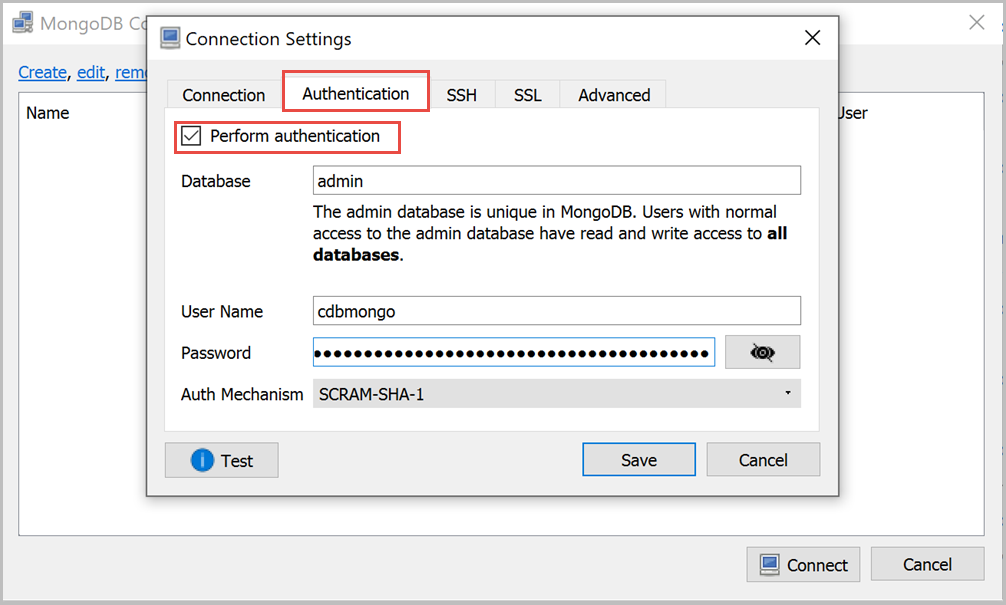 MongoDB Co
Connection Settings
Create, edit, remo
Name
User
Connection
Authentication
SSH
SSL
Advanced
Perform authentication
Database
admin
The admin database is unique in MongoDB. Users with normal
access to the admin database have read and write access to all
databases.
User Name
cdbmongo
Password
Auth Mechanism
SCRAM-SHA-1
Test
Save
Cancel
Connect
Cancel